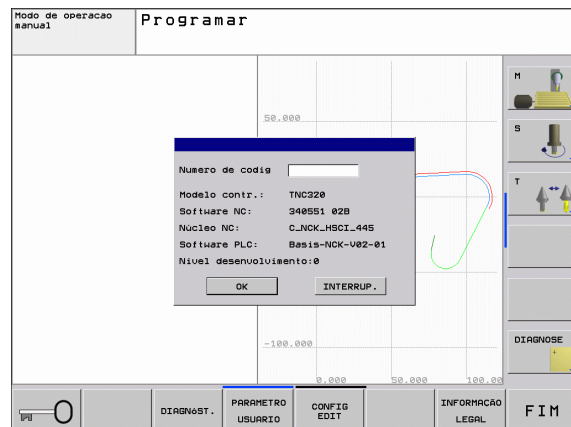 Modo de operacao
manual
Programar
M
50.000
S
Numero de codig
Modelo contr.: TNC320
Software NC: 340551 02B
Núcleo NC: C_NCK_HSCI_445
Software PLC: Basis-NCK-V02-01
Nivel desenvolvimento:0
OK INTERRUP.
T
-100.000
0.000 50.000 100.00
DIAGNOSE
DIAGNóST.
PARAMETRO
USUARIO
CONFIG
EDIT
INFORMAÇÃO
LEGAL
FIM